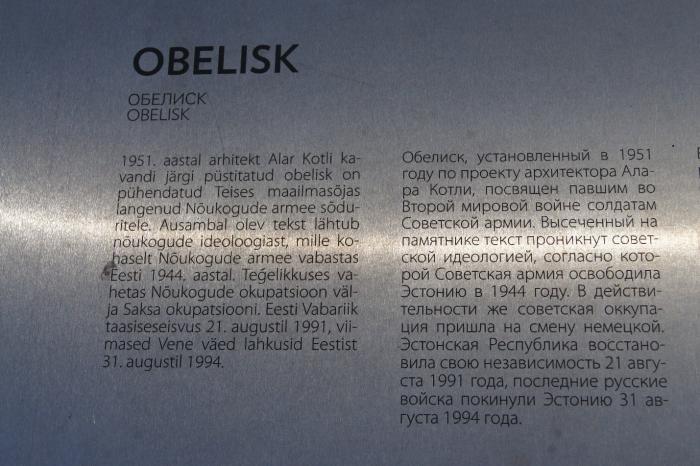 OBELISK
ОБЕЛИСК
OBELISK
1951. aastal arhitekt Alar Kotli ka-
vandi järgi püstitatud obelisk on
pühendatud Teises maailmasõjas
langenud Nõukogude armee sõdu-
ritele. Ausambal olev tekst lähtub
nõukogude ideoloogiast, mille ko-
haselt Nõukogude armee vabastas
Eesti 1944. aastal. Tegelikkuses va-
hetas Nõukogude okupatsioon väl-
ja Saksa okupatsiooni. Eesti Vabariik
taasiseseisvus 21. augustil 1991, vii-
mased Vene väed lahkusid Eestist
31. augustil 1994.
Обелиск, установленный в 1951
году по проекту архитектора Ала-
ра Котли, посвящен павшим во
Второй мировой войне солдатам
Советской армии. Высеченный на
памятнике текст проникнут совет-
ской идеологией, согласно кото-
рой Советская армия освободила
Эстонию в 1944 году. В действи-
тельности же советская оккупа-
ция пришла на смену немецкой.
Эстонская Республика восстано-
вила свою независимость 21 авгу-
ста 1991 года, последние русские
войска покинули Эстонию 31 ав-
густа 1994 года.